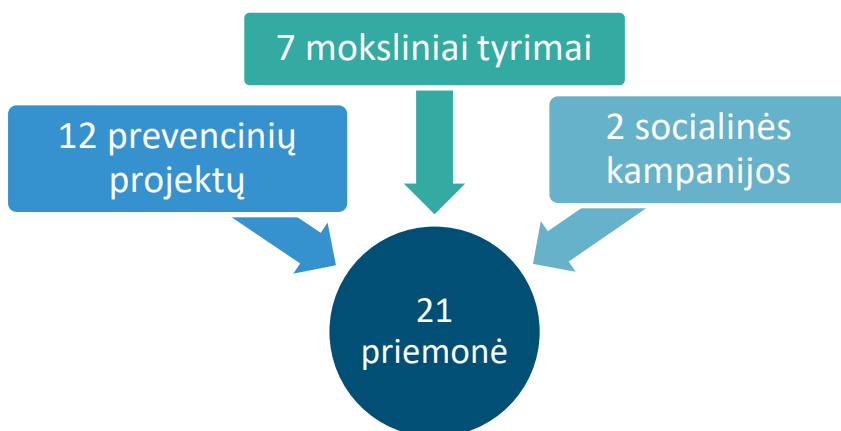 7 moksliniai tyrimai
12 prevencinių
projektų
2 socialinės
kampanijos
21
priemonė